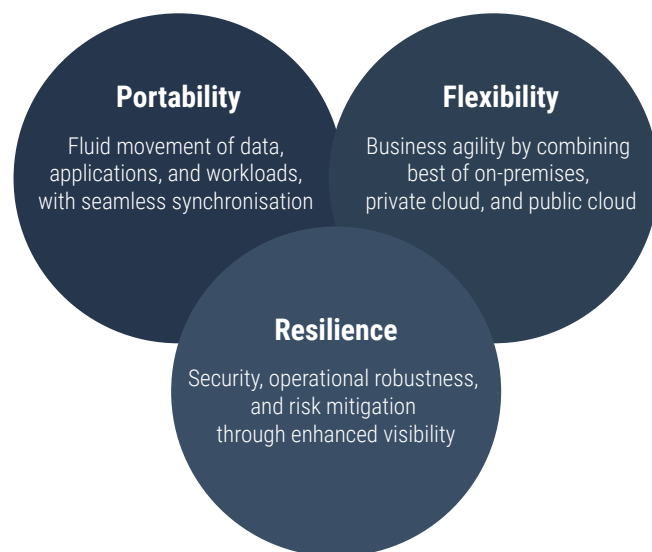 Portability
Fluid movement of data,
applications, and workloads,
with seamless synchronisation
Flexibility
Business agility by combining
best of on-premises,
private cloud, and public cloud
Resilience
Security, operational robustness,
and risk mitigation
through enhanced visibility